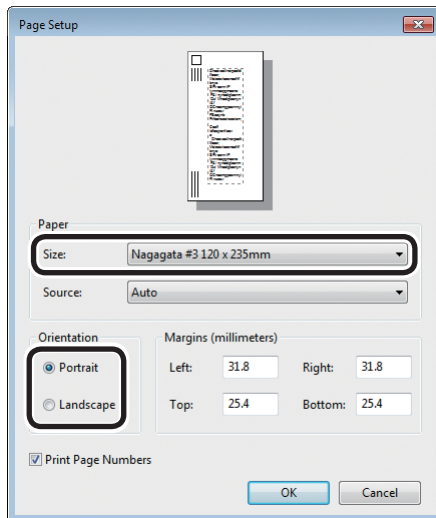 Page Setup
Paper
Size: Nagagata #3 120 x 235mm
Source: Auto
Orientation
Margins (millimeters)
Portrait
Left: 31.8 Right: 31.8
Landscape
Top: 25.4 Bottom: 25.4
Print Page Numbers
OK Cancel